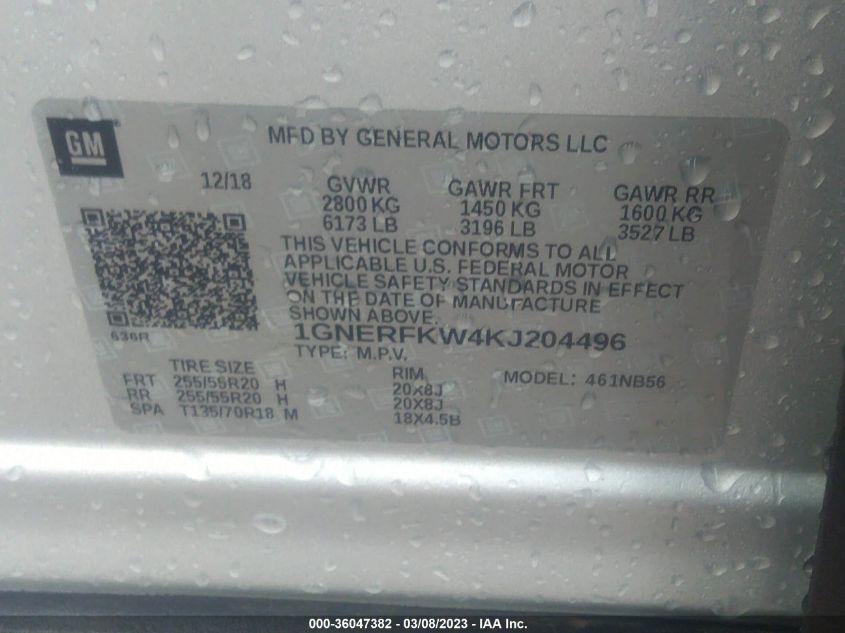 GM
MFD BY GENERAL MOTORS LLC
12/18
GVWR
2800 KG
6173 LB
GAWR FRT
1450 KG
3196 LB
GAWR RR
1600 KG
3527 LB
THIS VEHICLE CONFORMS TO ALL
APPLICABLE U.S. FEDERAL MOTOR
VEHICLE SAFETY STANDARDS IN EFFECT
ON THE DATE OF MANUFACTURE
SHOWN ABOVE.
636R
1GNERFKW4KJ204496
TYPE: M.P.V.
TIRE SIZE
RIM
MODEL: 461NB56
FRT 255/55R20 H 20X8J
RR 255/55R20 H 20X8J
SPA T135/70R18 M 18X4.5B
000-36047382 - 03/08/2023 - IAA Inc.